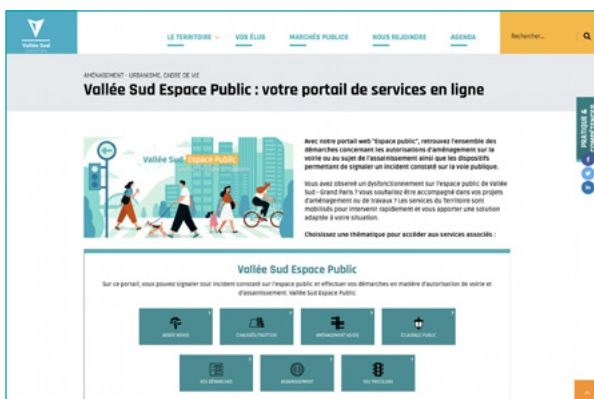 Vallée Sud
LE TERRITOIRE
VOS ÉLUS
MARCHÉS PUBLICS
NOUS REJOINDRE
AGENDA
Rechercher...
AMÉNAGEMENT - URBANISME, CADRE DE VIE
Vallée Sud Espace Public : votre portail de services en ligne
PRATIQUE &
COMPÉTENCES
Vallée Sud Espace Public
Avec notre portail web "Espace public", retrouvez l'ensemble des
démarches concernant les autorisations d'aménagement sur la
voirie ou au sujet de l'assainissement ainsi que les dispositifs
permettant de signaler un incident constaté sur la voie publique.
Vous avez observé un dysfonctionnement sur l'espace public de Vallée
Sud - Grand Paris ? Vous souhaitez être accompagné dans vos projets
d'aménagement ou de travaux ? Les services du Territoire sont
mobilisés pour intervenir rapidement et vous apporter une solution
adaptée à votre situation.
Choisissez une thématique pour accéder aux services associés :
Vallée Sud Espace Public
Sur ce portail, vous pouvez signaler tout incident constaté sur l'espace public et effectuer vos démarches en matière d'autorisation de voirie et
d'assainissement. Vallée Sud Espace Public
? ? ? ?
CHAUSSÉE/TROTTOIR
AMÉNAGEMENT VOIRIE
ÉCLAIRAGE PUBLIC
? ? ?
VOS DÉMARCHES
ASSAINISSEMENT
FEU TRICOLORE